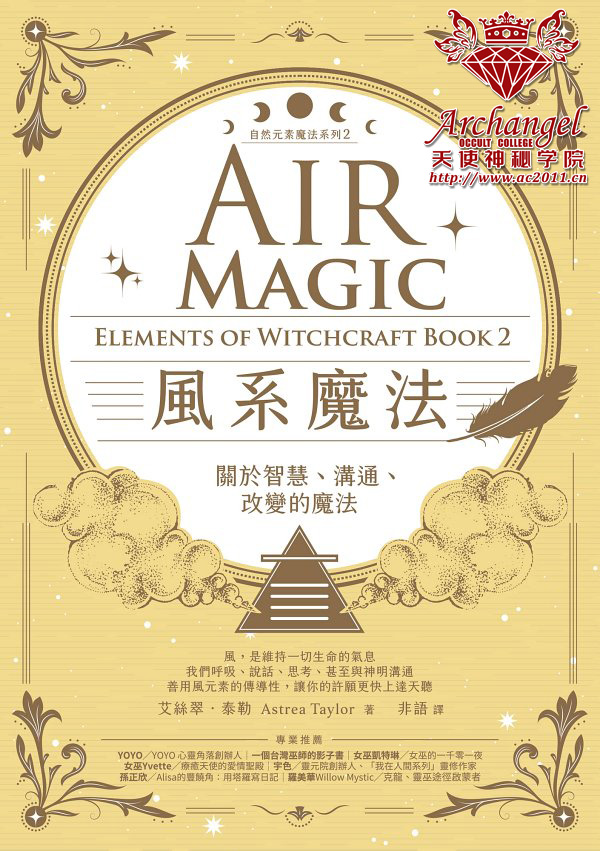 Archangel
OCCULT COLLEGE
天使神秘学院
http://www.ac2011.cn
自然元素魔法系列2
AIR
MAGIC
ELEMENTS OF WITCHCRAFT BOOK 2
風系魔法
關於智慧、溝通、
改變的魔法
風，是維持一切生命的氣息
我們呼吸、說話、思考、甚至與神明溝通
善用風元素的傳導性，讓你的許願更快上達天聽
艾絲翠・泰勒 Astrea Taylor 著 非語 譯
專業推薦
YOYO／YOYO 心靈角落創辦人｜一個台灣巫師的影子書｜女巫凱特琳／女巫的一千零一夜
女巫Yvette／療癒天使的愛情聖殿｜宇色／靈元院創辦人、「我在人間系列」靈修作家
孫正欣／Alisa的豐饒角：用塔羅寫日記｜羅美華Willow Mystic／克龍、靈巫途徑啟蒙者